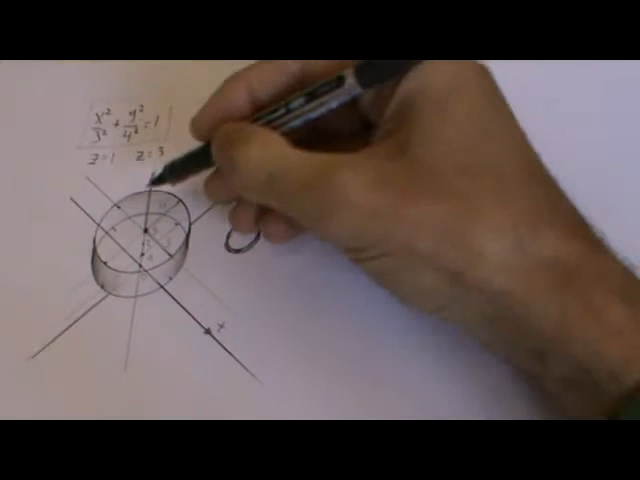 x²/3² + y²/4² = 1
z=1 z=3
x